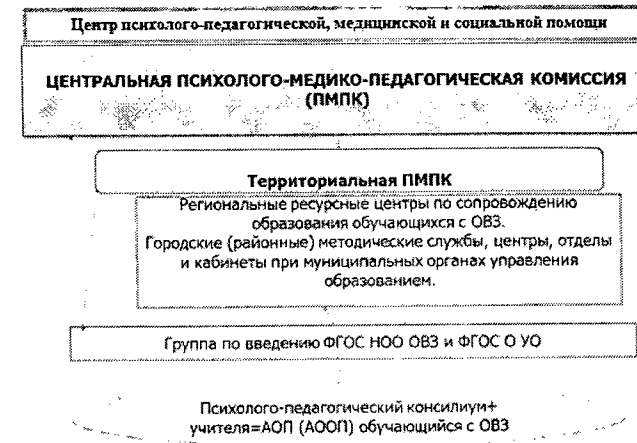 Центр психолого-педагогической, медицинской и социальной помощи
ЦЕНТРАЛЬНАЯ ПСИХОЛОГО-МЕДИКО-ПЕДАГОГИЧЕСКАЯ КОМИССИЯ
(ПМПК)
Территориальная ПМПК
Региональные ресурсные центры по сопровождению
образования обучающихся с ОВЗ.
Городские (районные) методические службы, центры, отделы
и кабинеты при муниципальных органах управления
образованием.
Группа по введению ФГОС НОО ОВЗ и ФГОС О УО
Психолого-педагогический консилиум+
учителя=АОП (АООП) обучающийся с ОВЗ